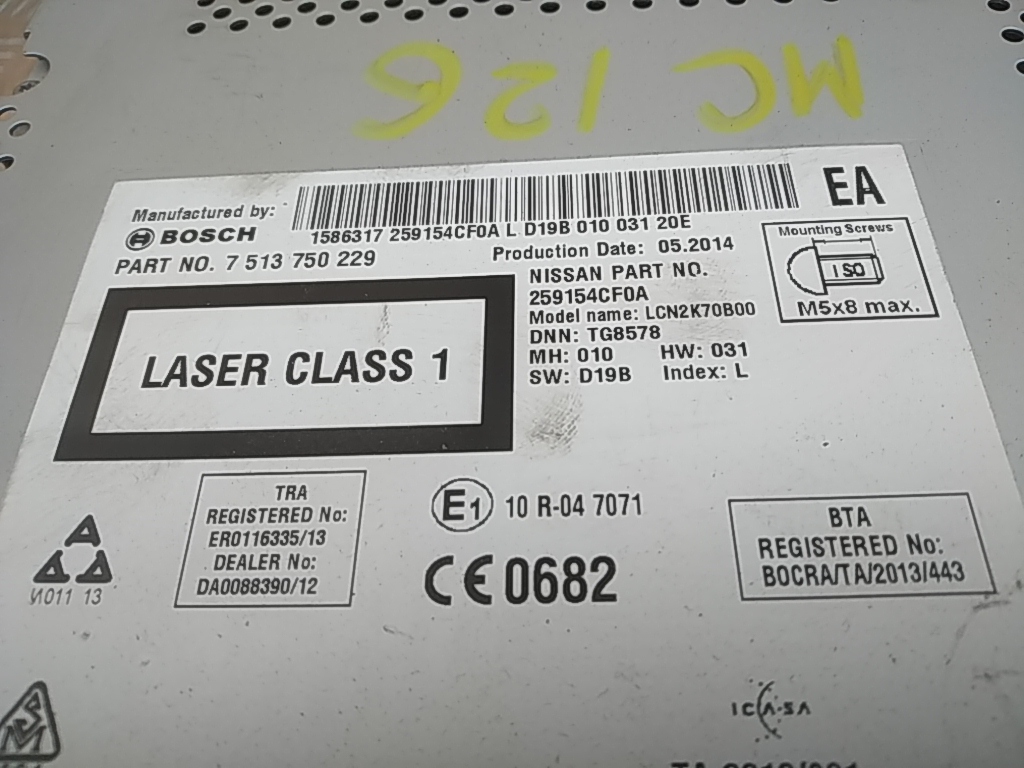 MC 126
EA
Manufactured by:
BOSCH
1586317 259154CF0A L D19B 010 031 20E
PART NO. 7 513 750 229
Production Date: 05.2014
NISSAN PART NO.
259154CF0A
Model name: LCN2K70B00
DNN: TG8578
MH: 010 HW: 031
SW: D19B Index: L
Mounting Screws
ISO
M5x8 max.
LASER CLASS 1
TRA
REGISTERED No:
ER0116335/13
DEALER No:
DA0088390/12
E1 10 R-04 7071
CE0682
BTA
REGISTERED No:
BOCRA/TA/2013/443
И011 13
ICASA